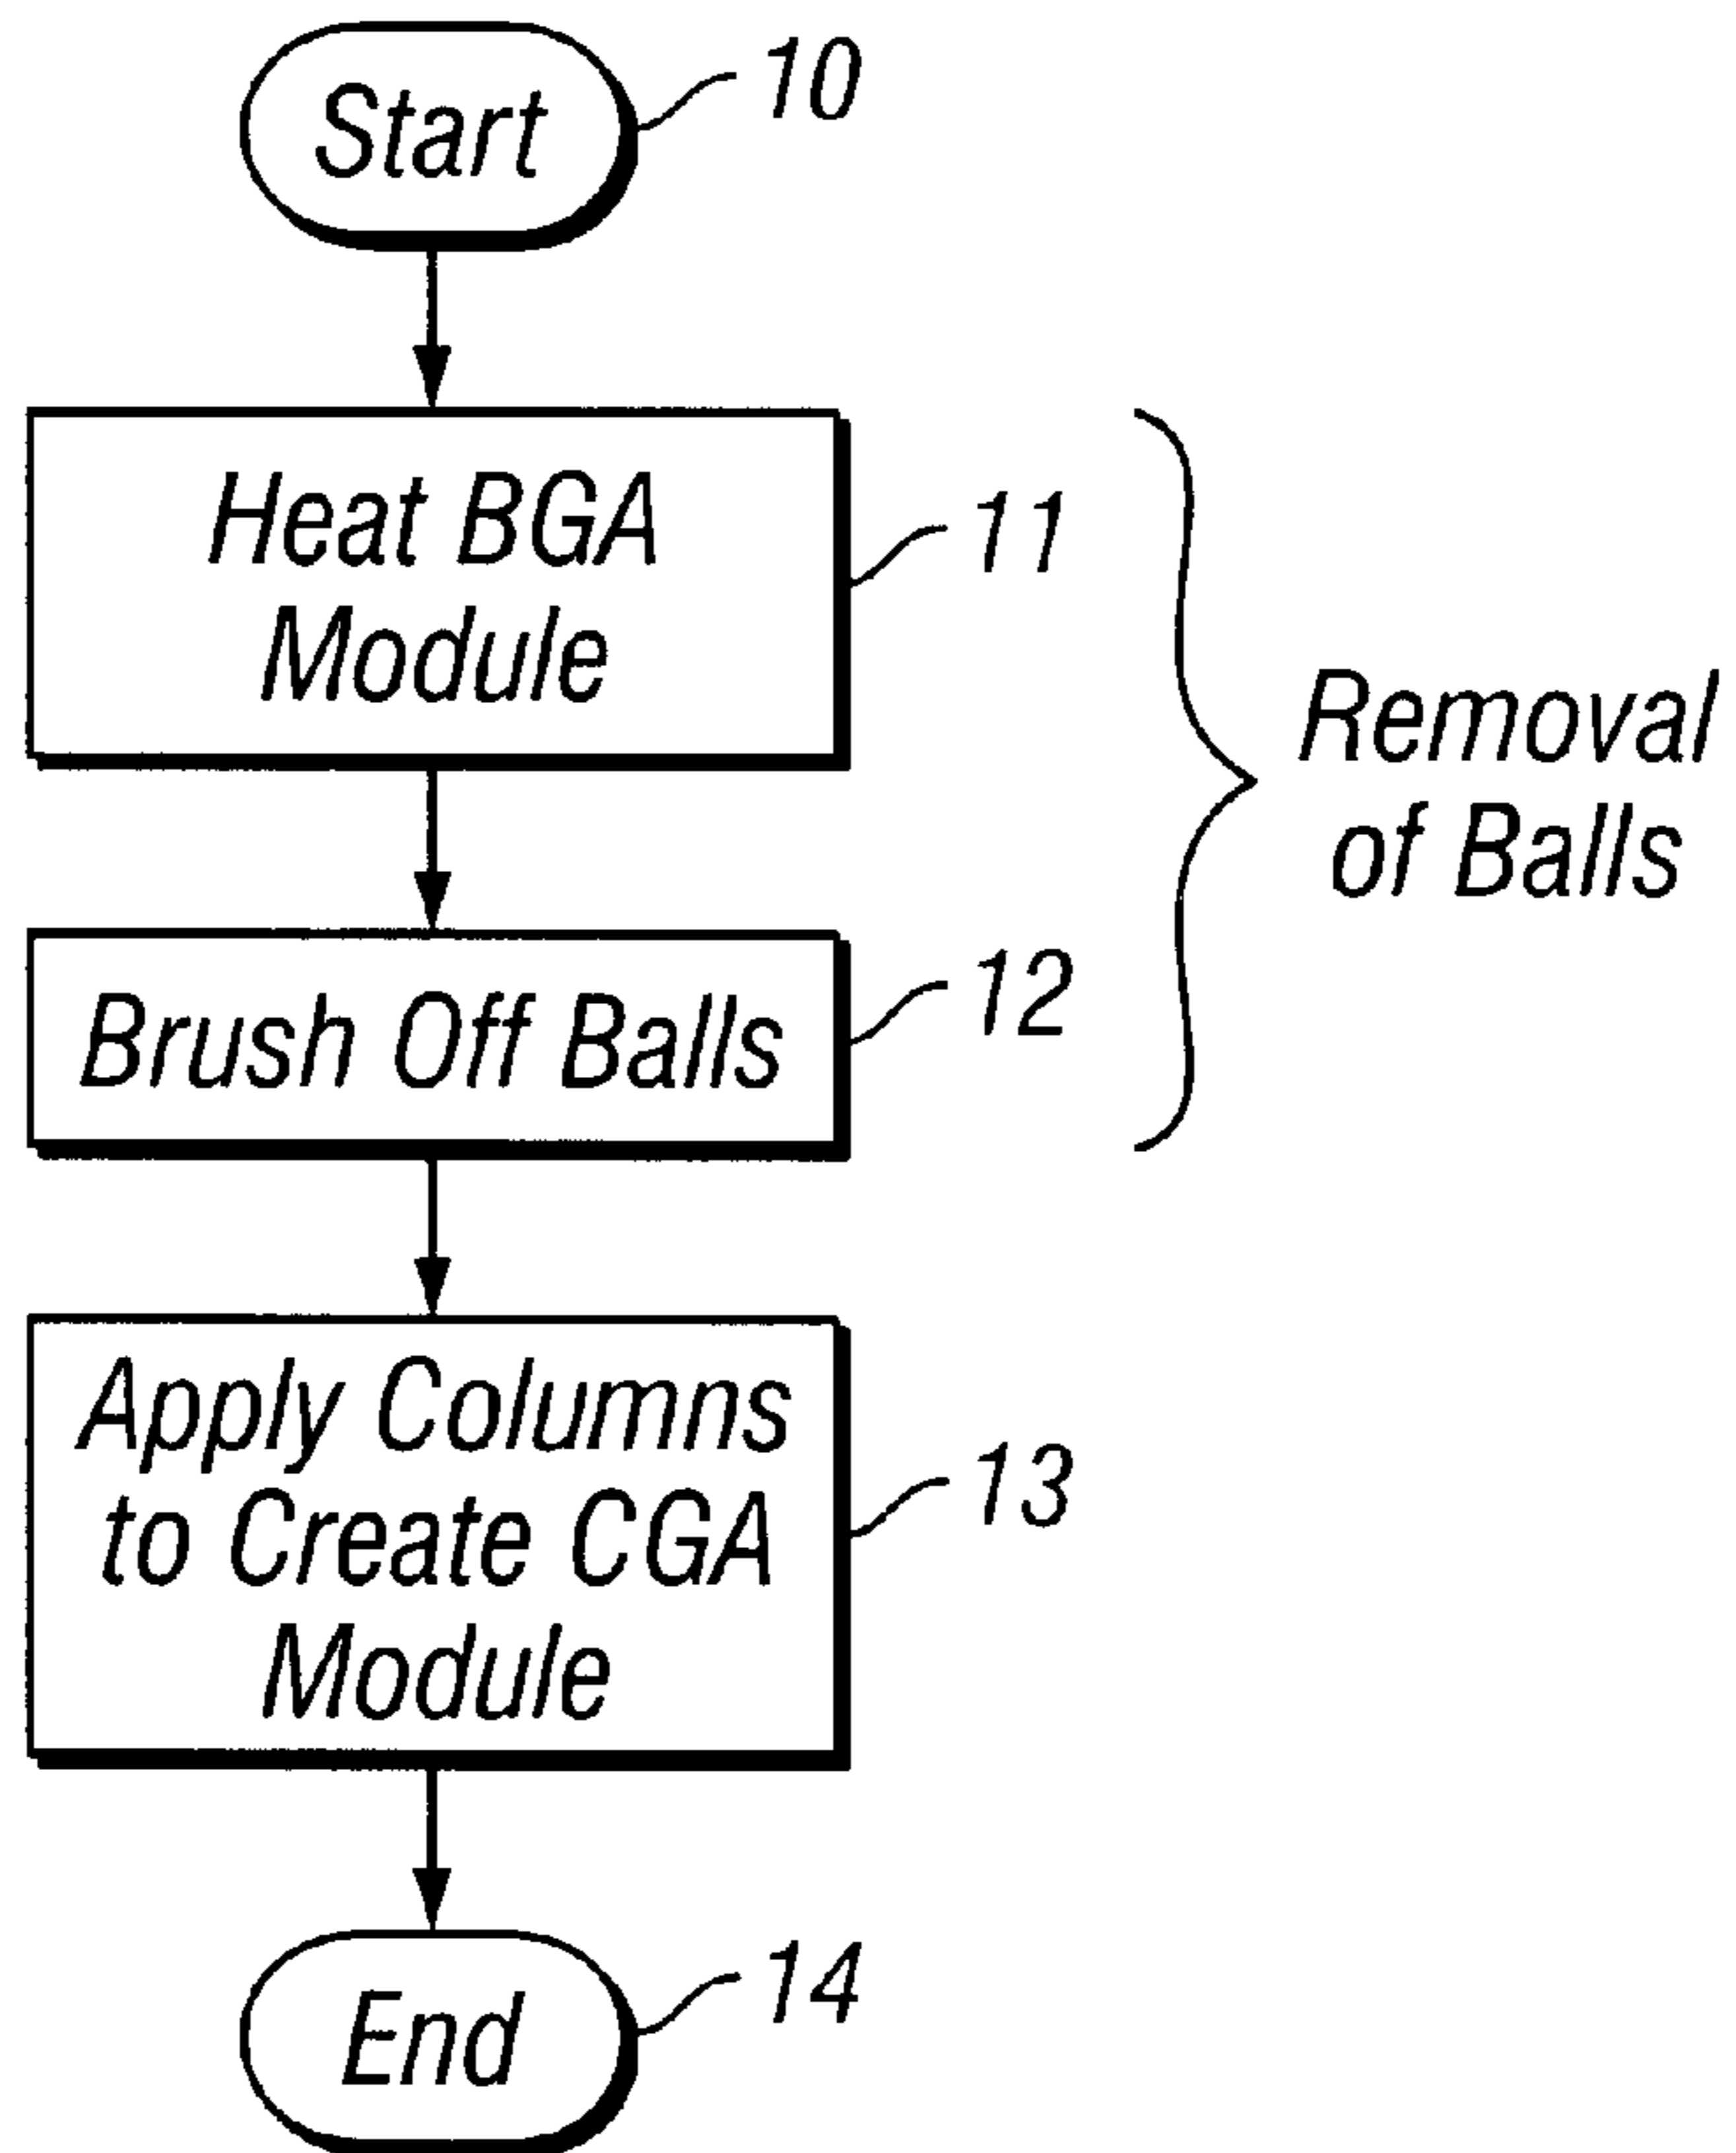 Start
10
Heat BGA
Module
11
Removal
of Balls
Brush Off Balls
12
Apply Columns
to Create CGA
Module
13
End
14